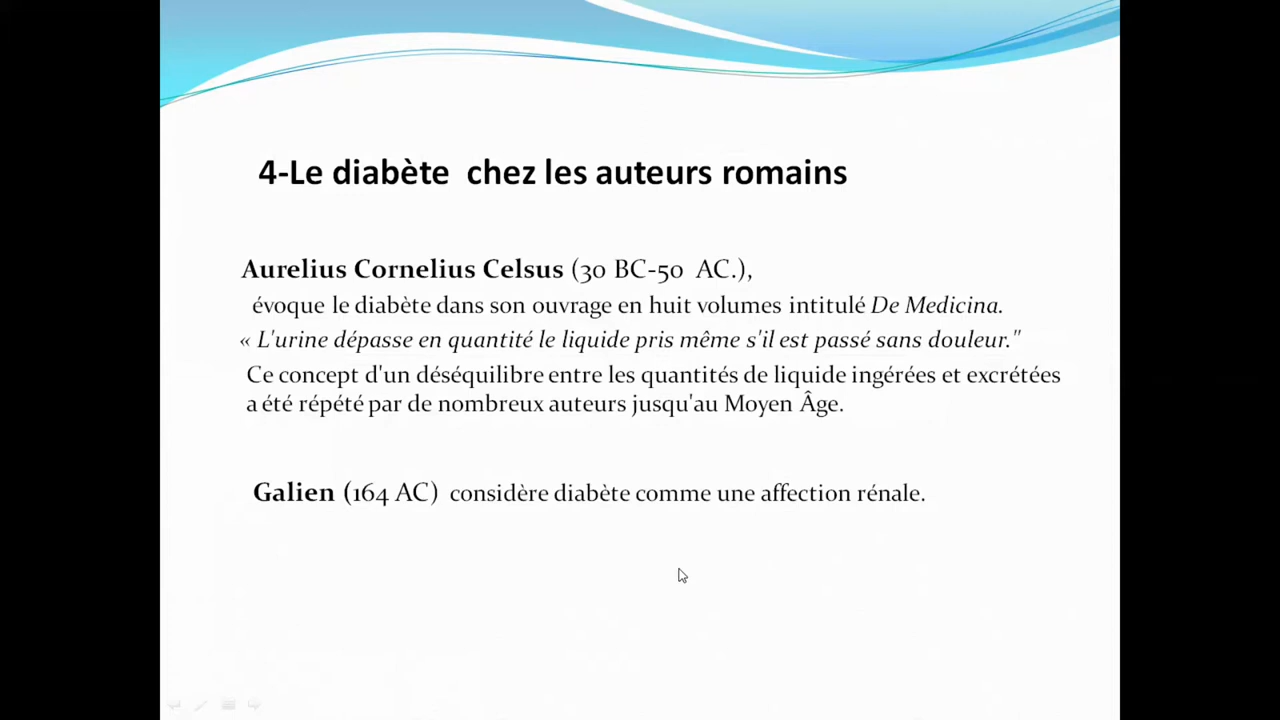 4-Le diabète chez les auteurs romains
Aurelius Cornelius Celsus (30 BC-50 AC.),
évoque le diabète dans son ouvrage en huit volumes intitulé De Medicina.
« L'urine dépasse en quantité le liquide pris même s'il est passé sans douleur."
Ce concept d'un déséquilibre entre les quantités de liquide ingérées et excrétées
a été répété par de nombreux auteurs jusqu'au Moyen Âge.
Galien (164 AC) considère diabète comme une affection rénale.